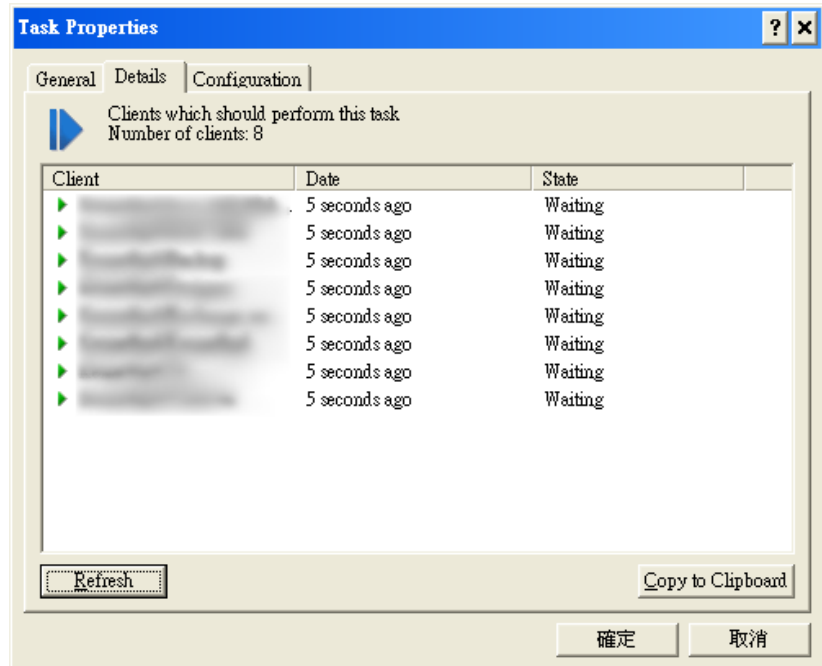 Task Properties
General Details Configuration
Clients which should perform this task
Number of clients: 8
Client Date State
5 seconds ago Waiting
5 seconds ago Waiting
5 seconds ago Waiting
5 seconds ago Waiting
5 seconds ago Waiting
5 seconds ago Waiting
5 seconds ago Waiting
5 seconds ago Waiting
Refresh Copy to Clipboard
確定 取消